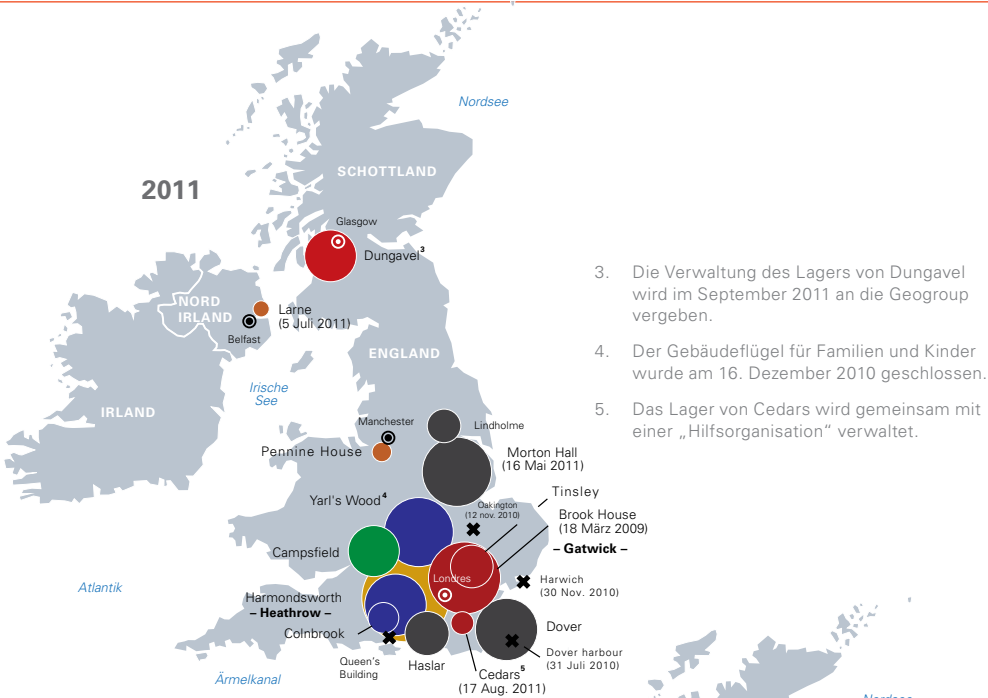 Nordsee
SCHOTTLAND
2011
Glasgow
Dungavel³
NORD
IRLAND
Larne
(5 Juli 2011)
Belfast
ENGLAND
Irische
See
IRLAND
Manchester
Lindholme
Pennine House
Morton Hall
(16 Mai 2011)
Tinsley
Yarl's Wood⁴
Oakington
(12 nov. 2010)
Brook House
(18 März 2009)
– Gatwick –
Campsfield
Londres
Harwich
(30 Nov. 2010)
Atlantik
Harmondsworth
– Heathrow –
Colnbrook
Dover
Queen's
Building
Haslar
Dover harbour
(31 Juli 2010)
Cedars⁵
(17 Aug. 2011)
Ärmelkanal
3. Die Verwaltung des Lagers von Dungavel
wird im September 2011 an die Geogroup
vergeben.
4. Der Gebäudeflügel für Familien und Kinder
wurde am 16. Dezember 2010 geschlossen.
5. Das Lager von Cedars wird gemeinsam mit
einer „Hilfsorganisation“ verwaltet.